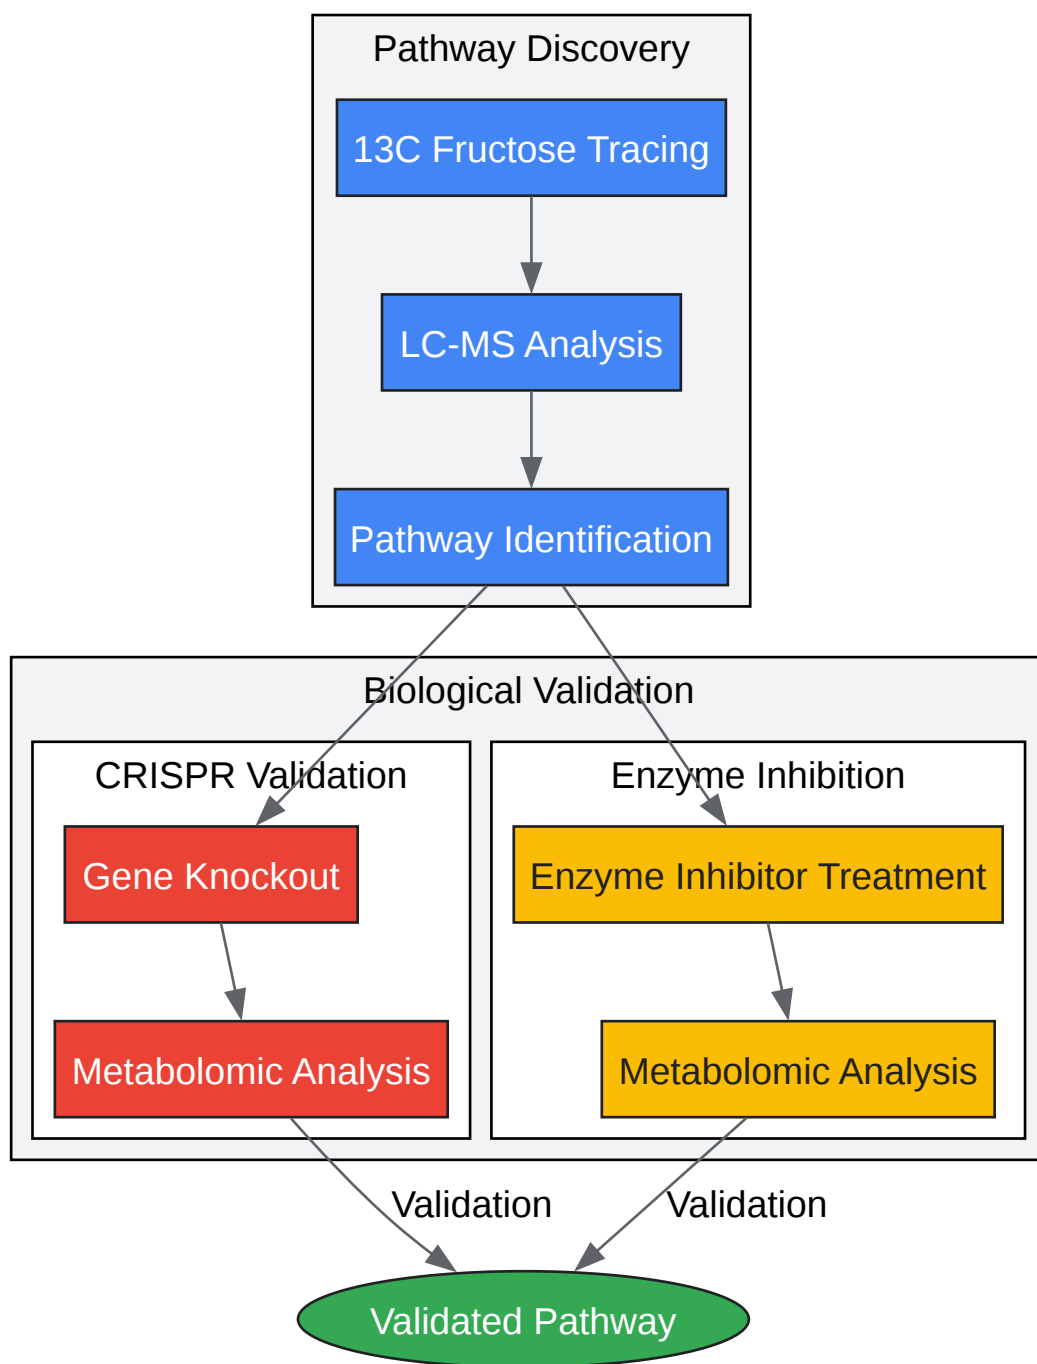 Pathway Discovery
13C Fructose Tracing
LC-MS Analysis
Pathway Identification
Biological Validation
CRISPR Validation
Enzyme Inhibition
Gene Knockout
Enzyme Inhibitor Treatment
Metabolomic Analysis
Metabolomic Analysis
Validation
Validation
Validated Pathway